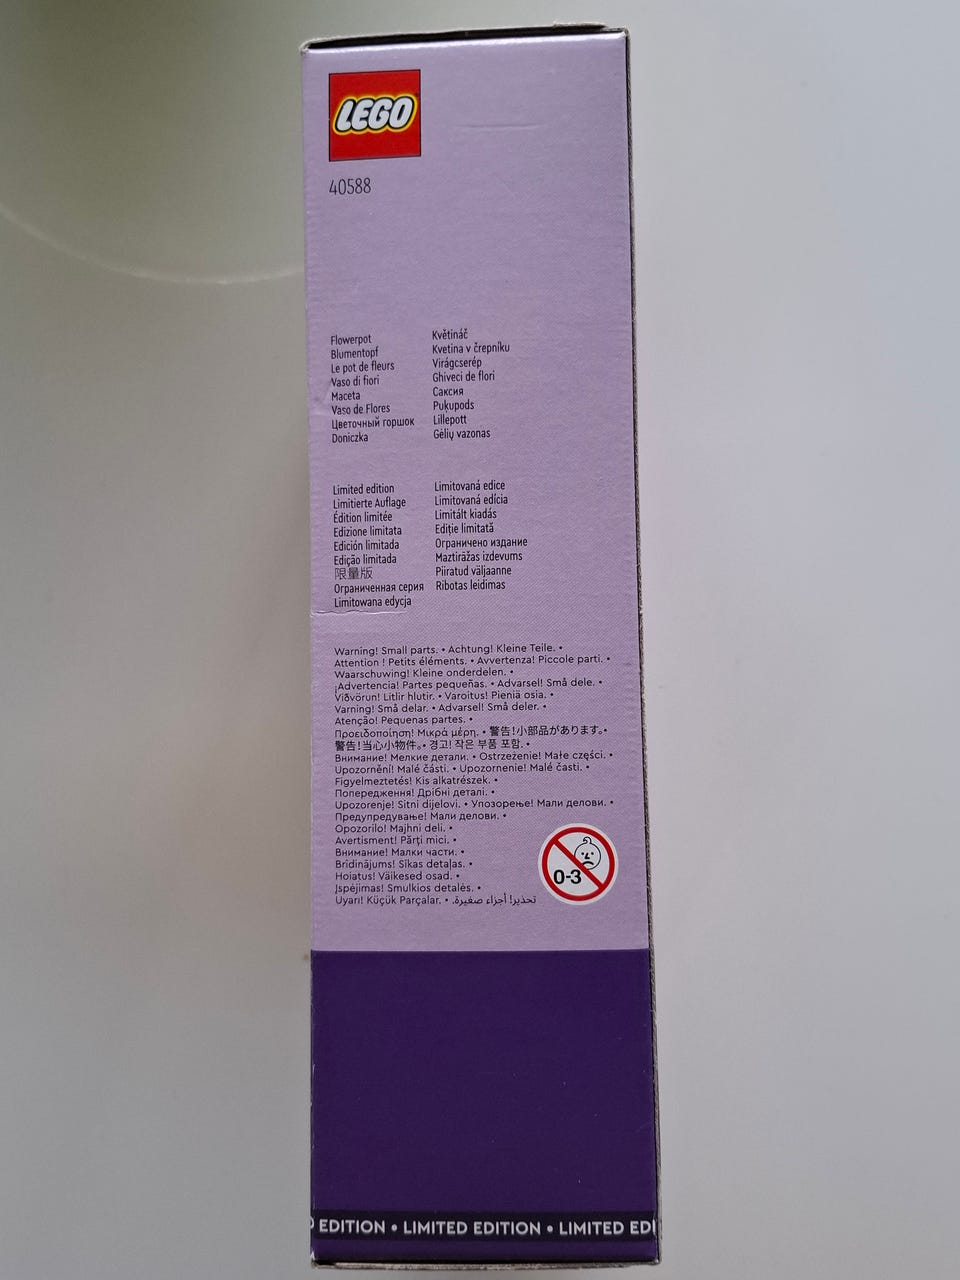 LEGO
40588
Flowerpot
Blumentopf
Le pot de fleurs
Vaso di fiori
Maceta
Vaso de Flores
Цветочный горшок
Doniczka
Květináč
Kvetina v črepníku
Virágcserép
Ghiveci de flori
Саксия
Puķupods
Lillepott
Gėlių vazonas
Limited edition
Limitierte Auflage
Édition limitée
Edizione limitata
Edición limitada
Edição limitada
限量版
Ограниченная серия
Limitowana edycja
Limitovaná edice
Limitovaná edícia
Limitált kiadás
Ediție limitată
Ограничено издание
Maztirāžas izdevums
Piiratud väljaanne
Ribotas leidimas
Warning! Small parts. • Achtung! Kleine Teile. •
Attention ! Petits éléments. • Avvertenza! Piccole parti. •
Waarschuwing! Kleine onderdelen. •
¡Advertencia! Partes pequeñas. • Advarsel! Små dele. •
Viðvörun! Litlir hlutir. • Varoitus! Pieniä osia. •
Varning! Små delar. • Advarsel! Små deler. •
Atenção! Pequenas partes. •
Προειδοποίηση! Μικρά μέρη. • 警告!小部品があります。•
警告!当心小物件。• 경고! 작은 부품 포함. •
Внимание! Мелкие детали. • Ostrzeżenie! Małe części. •
Upozornění! Malé části. • Upozornenie! Malé časti. •
Figyelmeztetés! Kis alkatrészek. •
Попередження! Дрібні деталі. •
Upozorenje! Sitni dijelovi. • Упозорење! Мали делови. •
Предупредување! Мали делови. •
Opozorilo! Majhni deli. •
Avertisment! Părți mici. •
Внимание! Малки части. •
Brīdinājums! Sīkas detaļas. •
Hoiatus! Väikesed osad. •
Įspėjimas! Smulkios detalės. •
Uyarı! Küçük Parçalar. • تحذير! أجزاء صغيرة. •
0-3
D EDITION • LIMITED EDITION • LIMITED EDI